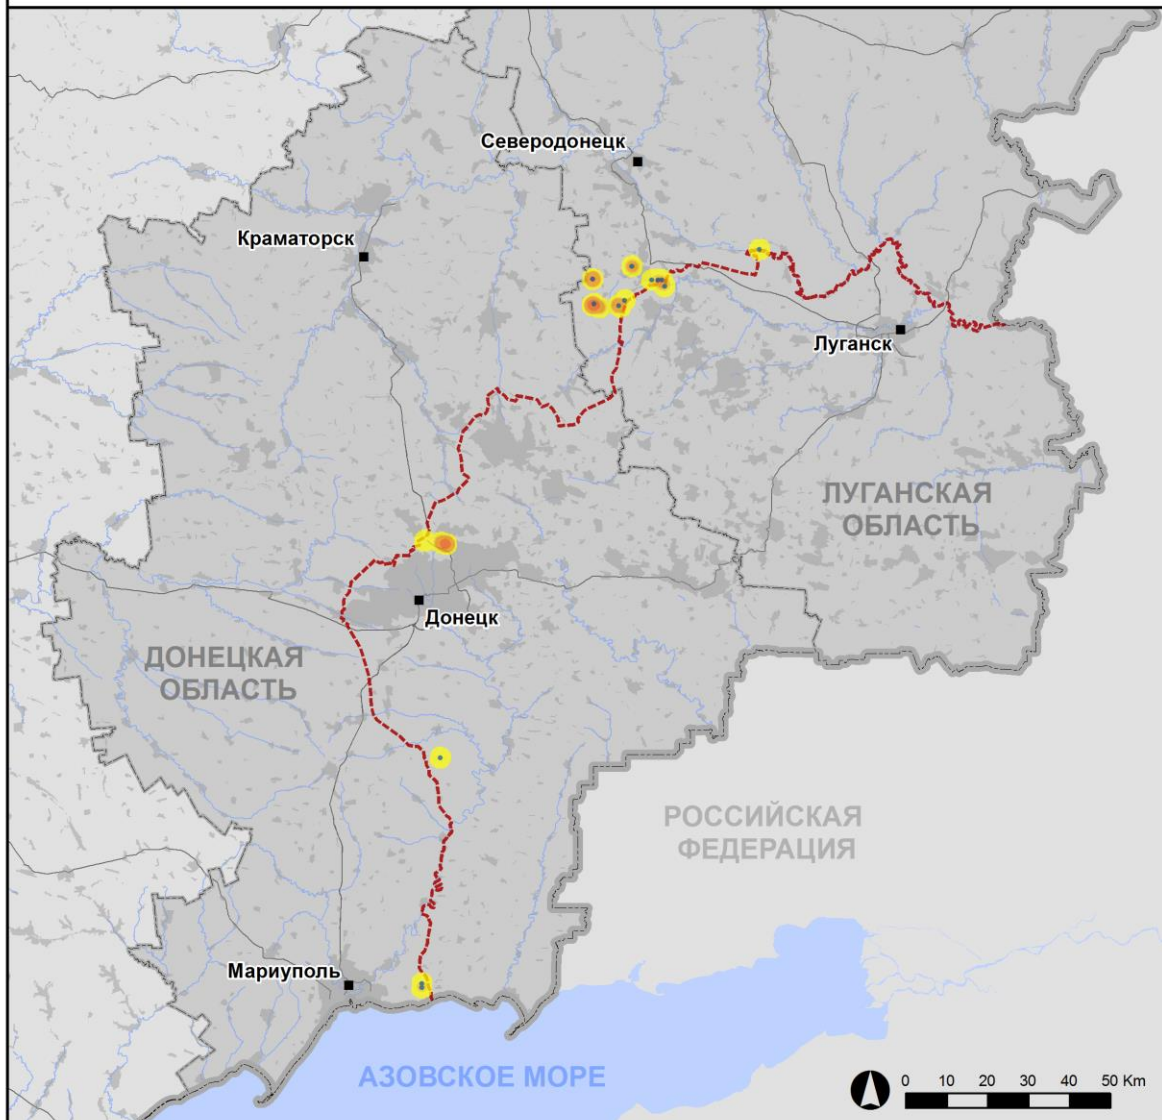 Северодонецк
Краматорск
Луганск
ЛУГАНСКАЯ
ОБЛАСТЬ
Донецк
ДОНЕЦКАЯ
ОБЛАСТЬ
РОССИЙСКАЯ
ФЕДЕРАЦИЯ
Мариуполь
АЗОВСКОЕ МОРЕ
0 10 20 30 40 50 Km